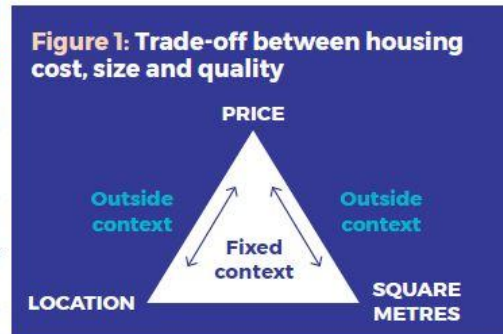 Figure 1: Trade-off between housing
cost, size and quality
PRICE
Outside
context
Outside
context
Fixed
context
LOCATION
SQUARE
METRES